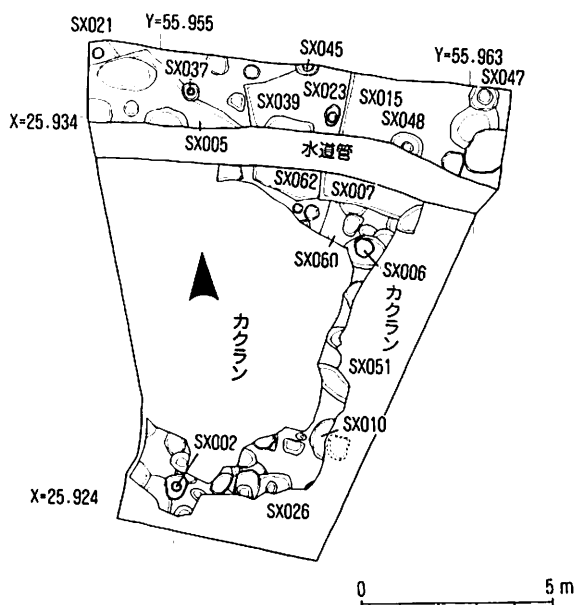 SX021
Y=55.955
SX045
Y=55.963
SX037
SX023
SX047
SX039
SX015
X=25.934
SX048
SX005
水道管
SX062
SX007
SX060
SX006
カクラン
カクラン
SX051
SX002
SX010
X=25.924
SX026
0
5 m